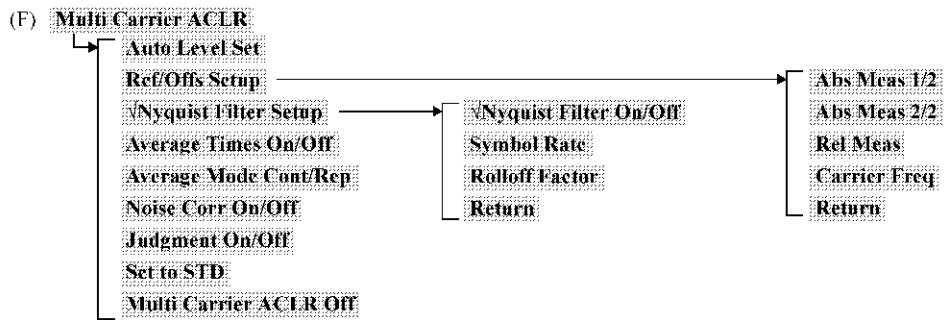 (F) Multi Carrier ACLR
Auto Level Set
Ref/Offs Setup Abs Meas 1/2
√Nyquist Filter Setup √Nyquist Filter On/Off Abs Meas 2/2
Average Times On/Off Symbol Rate Rel Meas
Average Mode Cont/Rep Rolloff Factor Carrier Freq
Noise Corr On/Off Return Return
Judgment On/Off
Set to STD
Multi Carrier ACLR Off